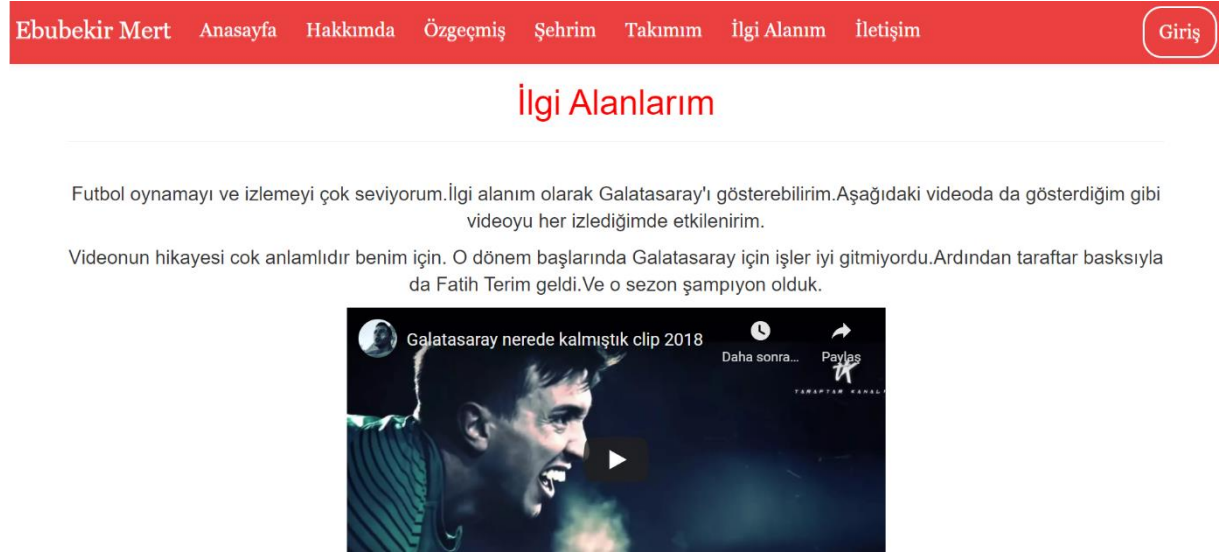 Ebubekir Mert Anasayfa Hakkımda Özgeçmiş Şehrim Takımım İlgi Alanım İletişim Giriş
İlgi Alanlarım
Futbol oynamayı ve izlemeyi çok seviyorum.İlgi alanım olarak Galatasaray'ı gösterebilirim.Aşağıdaki videoda da gösterdiğim gibi
videoyu her izlediğimde etkilenirim.
Videonun hikayesi cok anlamlıdır benim için. O dönem başlarında Galatasaray için işler iyi gitmiyordu.Ardından taraftar basksıyla
da Fatih Terim geldi.Ve o sezon şampiyon olduk.
Galatasaray nerede kalmıştık clip 2018
Daha sonra... Paylaş
TK
TARAFTAR KANALI